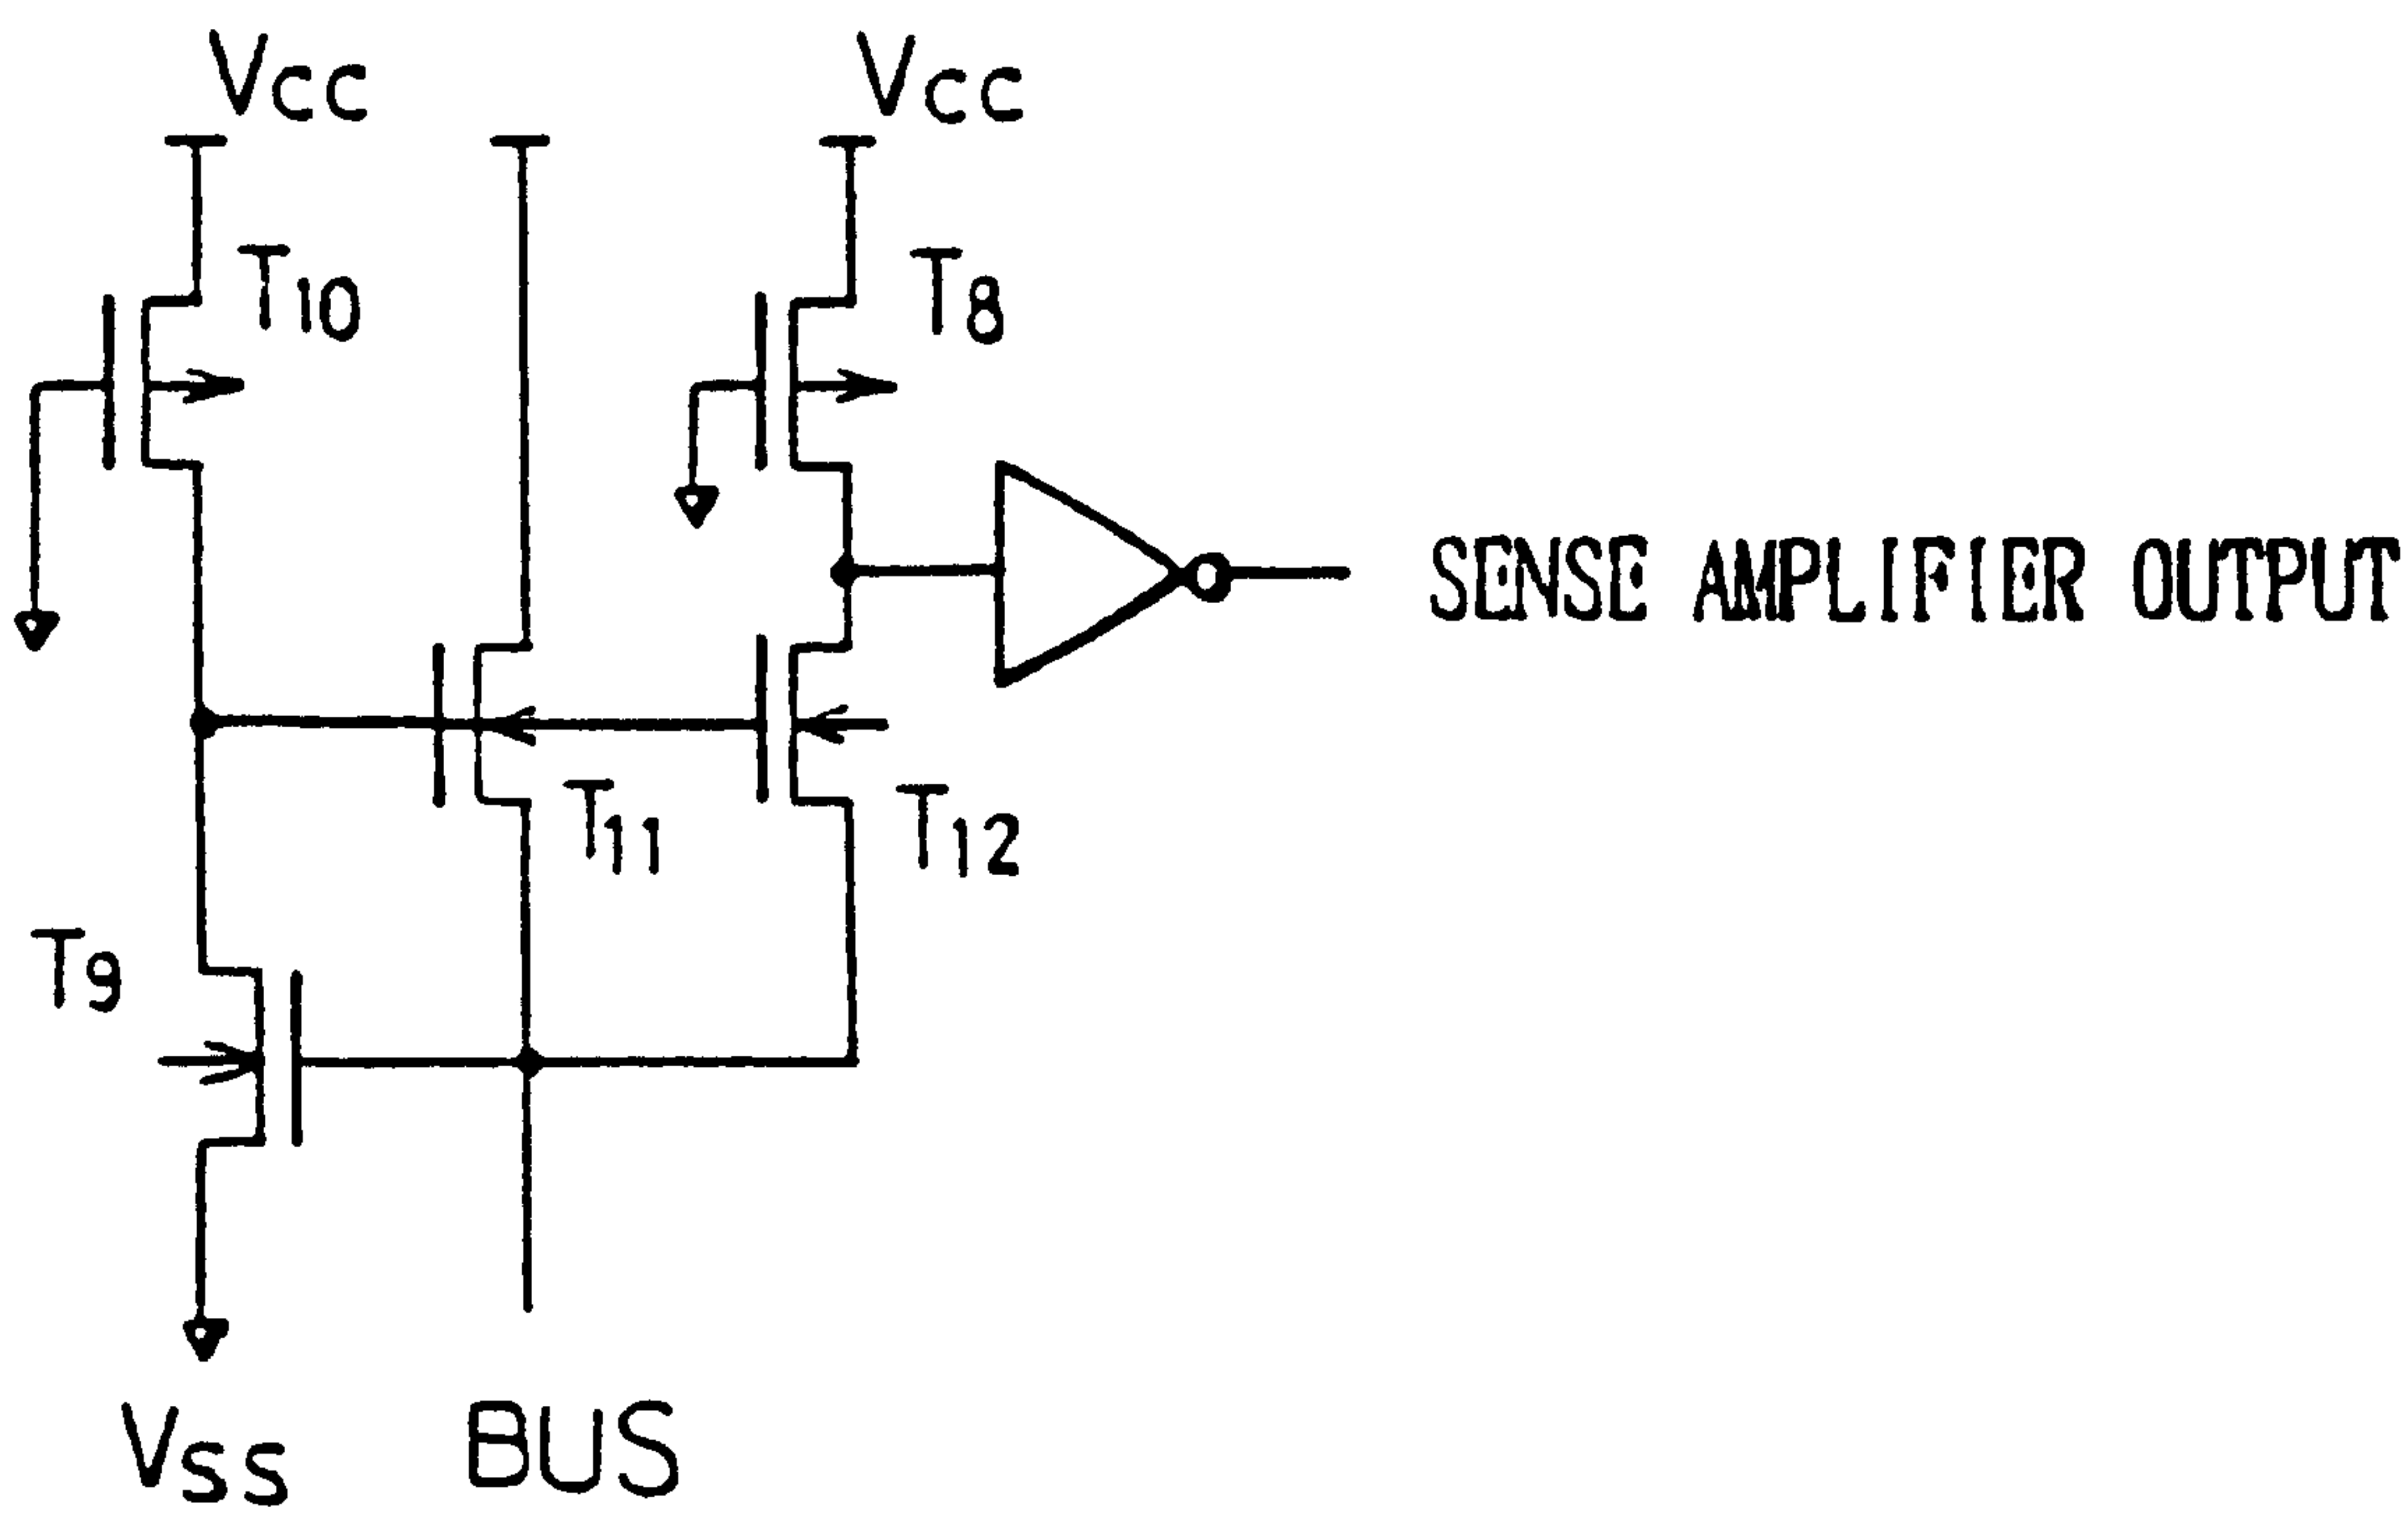 Vcc
Vcc
T10
T8
SENSE AMPLIFIER OUTPUT
T11
T12
T9
Vss
BUS